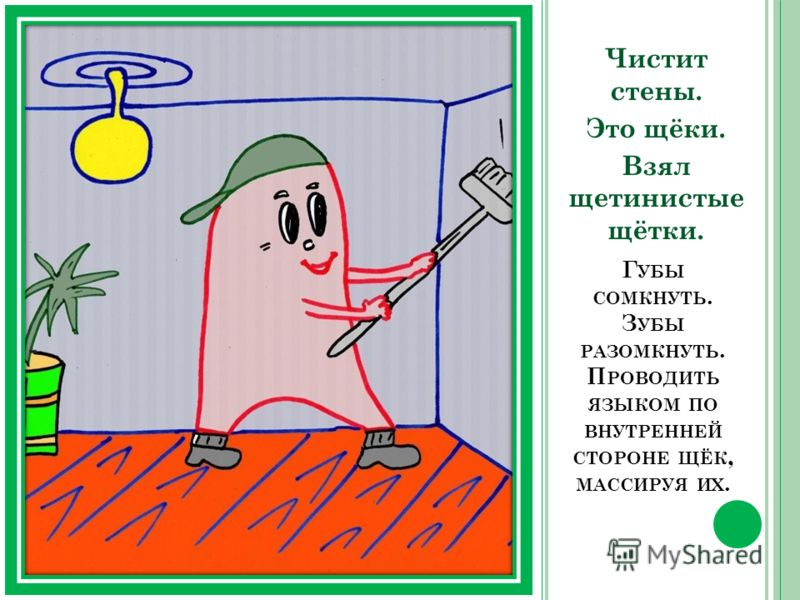 Чистит
стены.
Это щёки.
Взял
щетинистые
щётки.
Губы
сомкнуть.
Зубы
разомкнуть.
Проводить
языком по
внутренней
стороне щёк,
массируя их.
MyShared